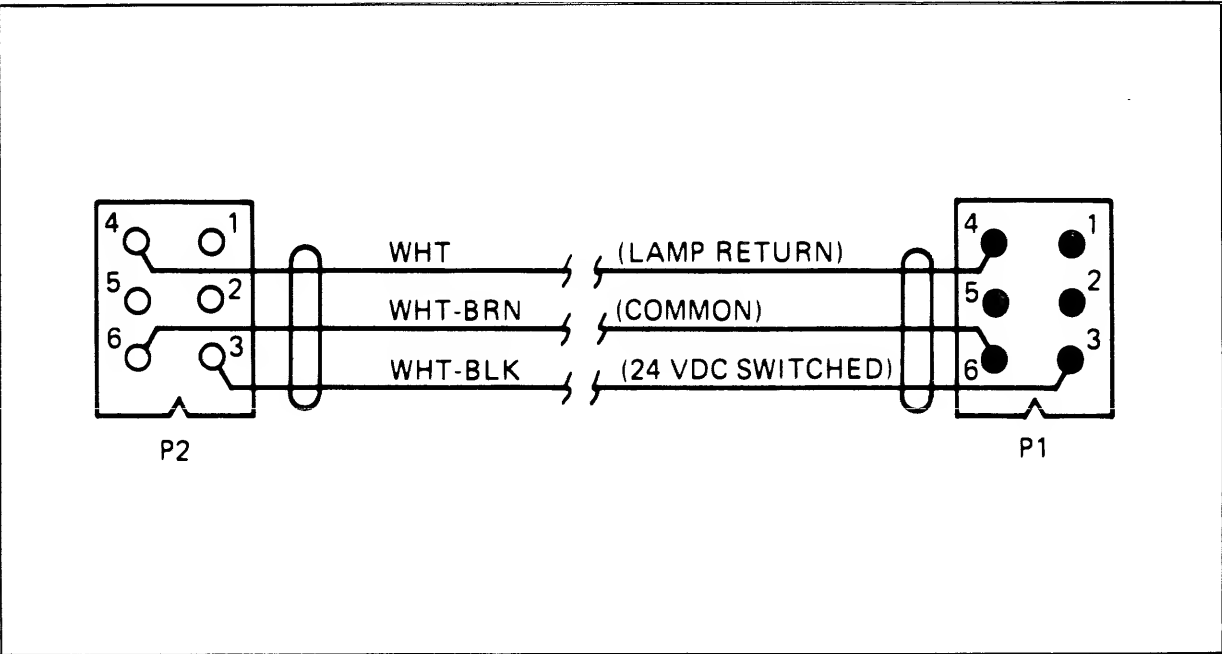 4 1
5 2
6 3
P2
WHT (LAMP RETURN)
WHT-BRN (COMMON)
WHT-BLK (24 VDC SWITCHED)
4 1
5 2
6 3
P1